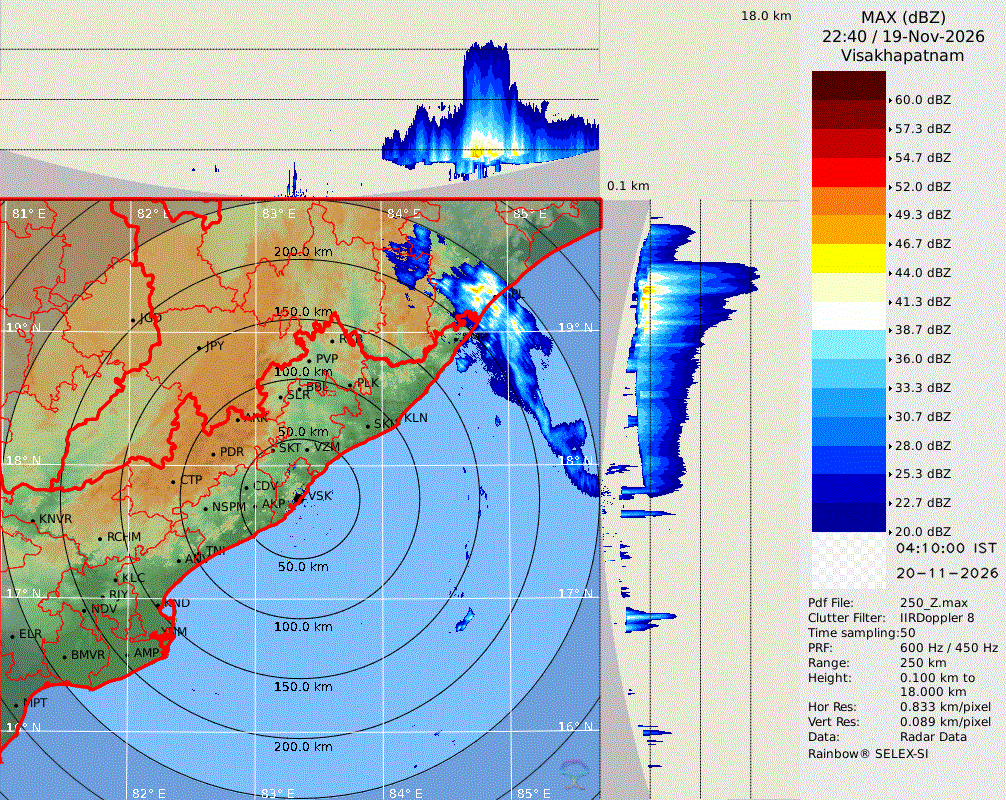 18.0 km
MAX (dBZ)
22:40 / 19-Nov-2026
Visakhapatnam
60.0 dBZ
57.3 dBZ
54.7 dBZ
52.0 dBZ
49.3 dBZ
46.7 dBZ
44.0 dBZ
41.3 dBZ
38.7 dBZ
36.0 dBZ
33.3 dBZ
30.7 dBZ
28.0 dBZ
25.3 dBZ
22.7 dBZ
20.0 dBZ
0.1 km
81° E
82° E
83° E
84° E
85° E
200.0 km
150.0 km
JGD
19° N
19° N
JPY
PVP
100.0 km
BBL
PLK
SLR
KLN
50.0 km
SKT
VZM
PDR
18° N
18° N
CTP
CDV
VSK
NSPM
AKP
KNVR
TNI
50.0 km
KLC
RJY
17° N
17° N
NDV
KND
100.0 km
ELR
BMVR
AMP
150.0 km
MPT
16° N
16° N
200.0 km
82° E
83° E
84° E
85° E
04:10:00 IST
20-11-2026
Pdf File: 250_Z.max
Clutter Filter: IIRDoppler 8
Time sampling:50
PRF: 600 Hz / 450 Hz
Range: 250 km
Height: 0.100 km to
18.000 km
Hor Res: 0.833 km/pixel
Vert Res: 0.089 km/pixel
Data: Radar Data
Rainbow® SELEX-SI